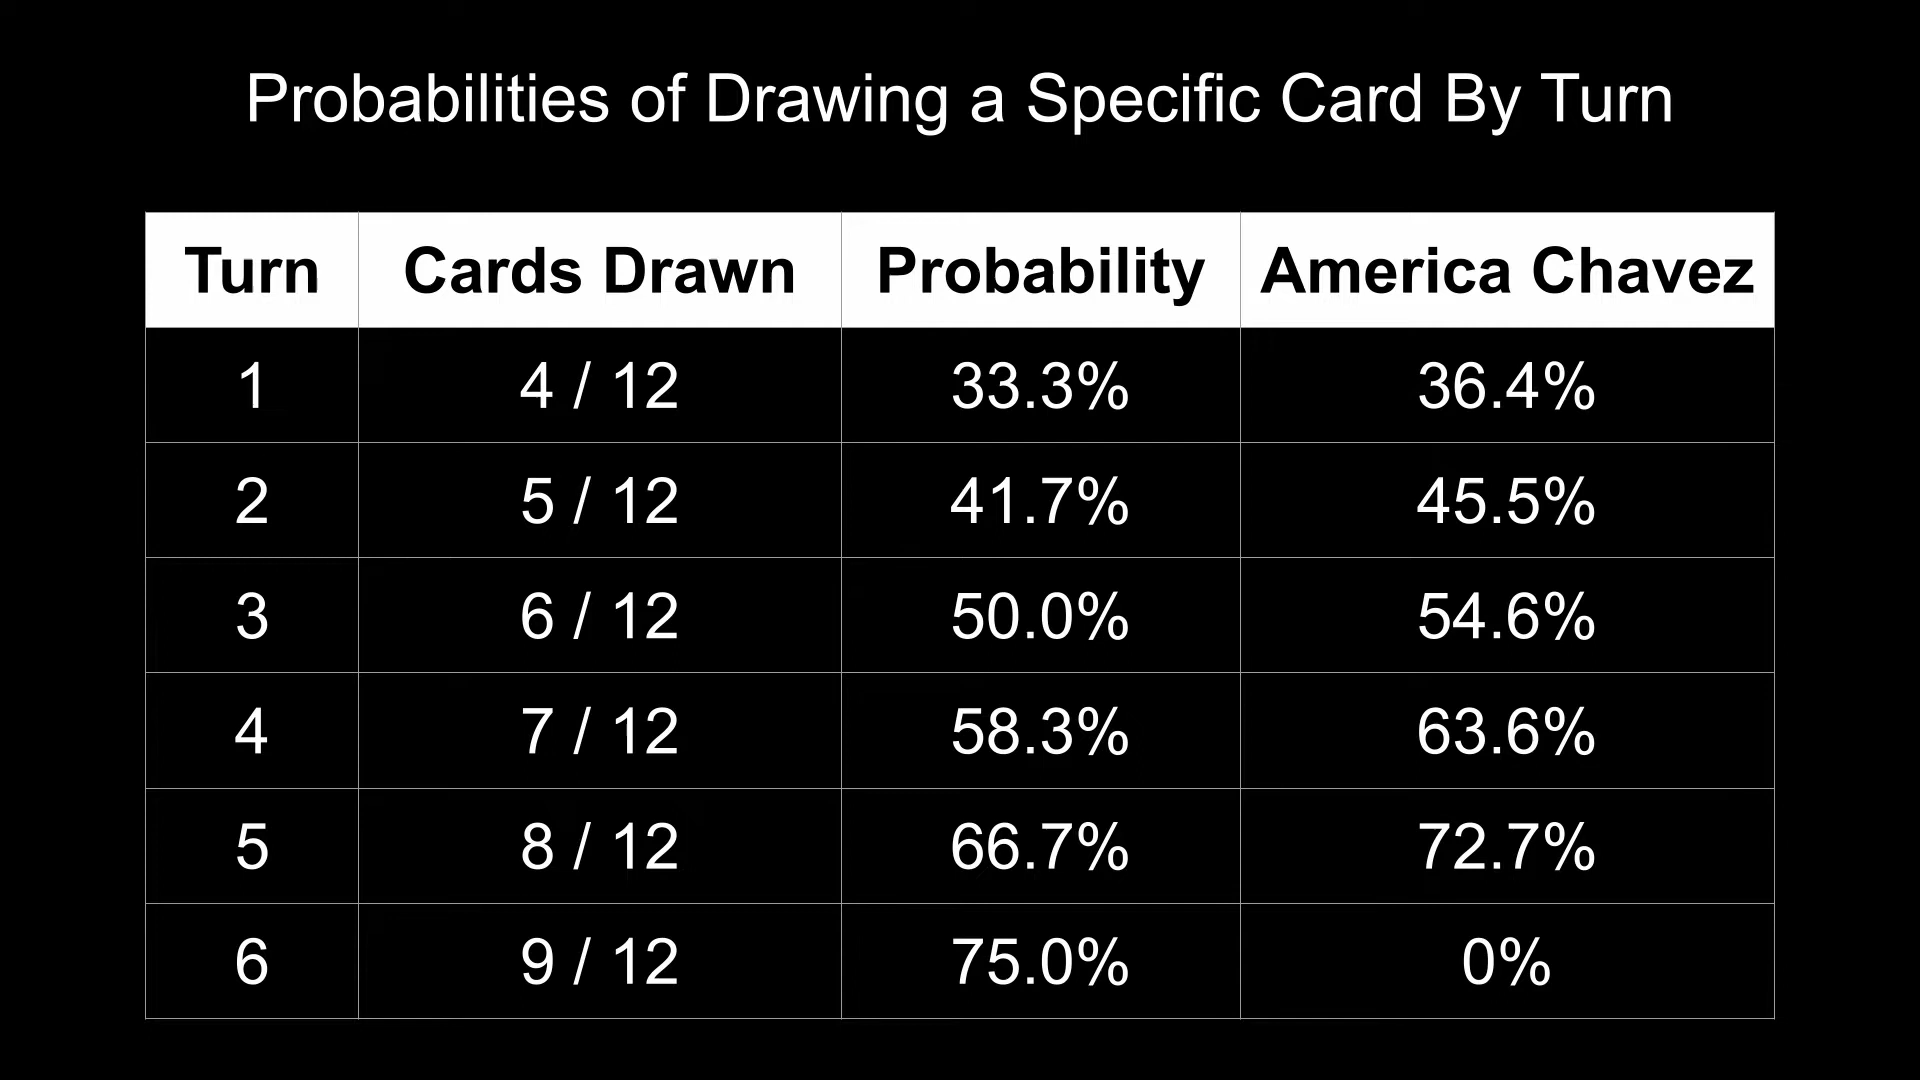 Probabilities of Drawing a Specific Card By Turn
Turn Cards Drawn Probability America Chavez
1 4 / 12 33.3% 36.4%
2 5 / 12 41.7% 45.5%
3 6 / 12 50.0% 54.6%
4 7 / 12 58.3% 63.6%
5 8 / 12 66.7% 72.7%
6 9 / 12 75.0% 0%